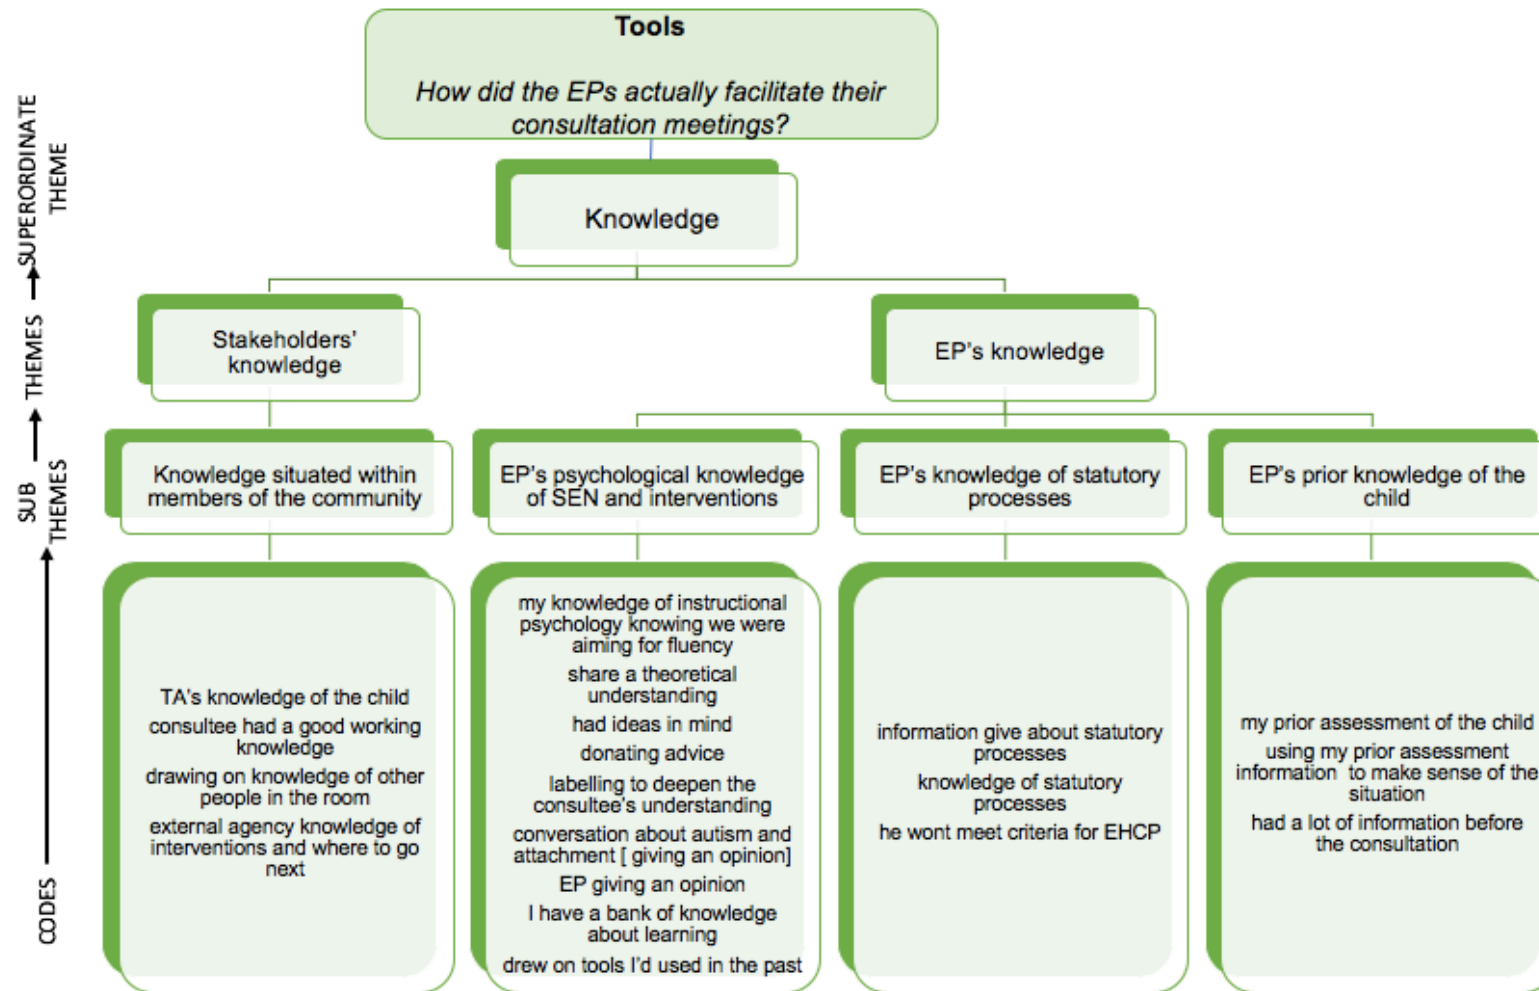 Tools
How did the EPs actually facilitate their
consultation meetings?
SUPERORDINATE
THEME
Knowledge
THEMES
Stakeholders’
knowledge
EP’s knowledge
SUB
THEMES
Knowledge situated within
members of the community
EP’s psychological knowledge
of SEN and interventions
EP’s knowledge of statutory
processes
EP’s prior knowledge of the
child
CODES
TA’s knowledge of the child
consultee had a good working
knowledge
drawing on knowledge of other
people in the room
external agency knowledge of
interventions and where to go
next
my knowledge of instructional
psychology knowing we were
aiming for fluency
share a theoretical
understanding
had ideas in mind
donating advice
labelling to deepen the
consultee’s understanding
conversation about autism and
attachment [ giving an opinion]
EP giving an opinion
I have a bank of knowledge
about learning
drew on tools I’d used in the past
information give about statutory
processes
knowledge of statutory
processes
he wont meet criteria for EHCP
my prior assessment of the child
using my prior assessment
information to make sense of the
situation
had a lot of information before
the consultation